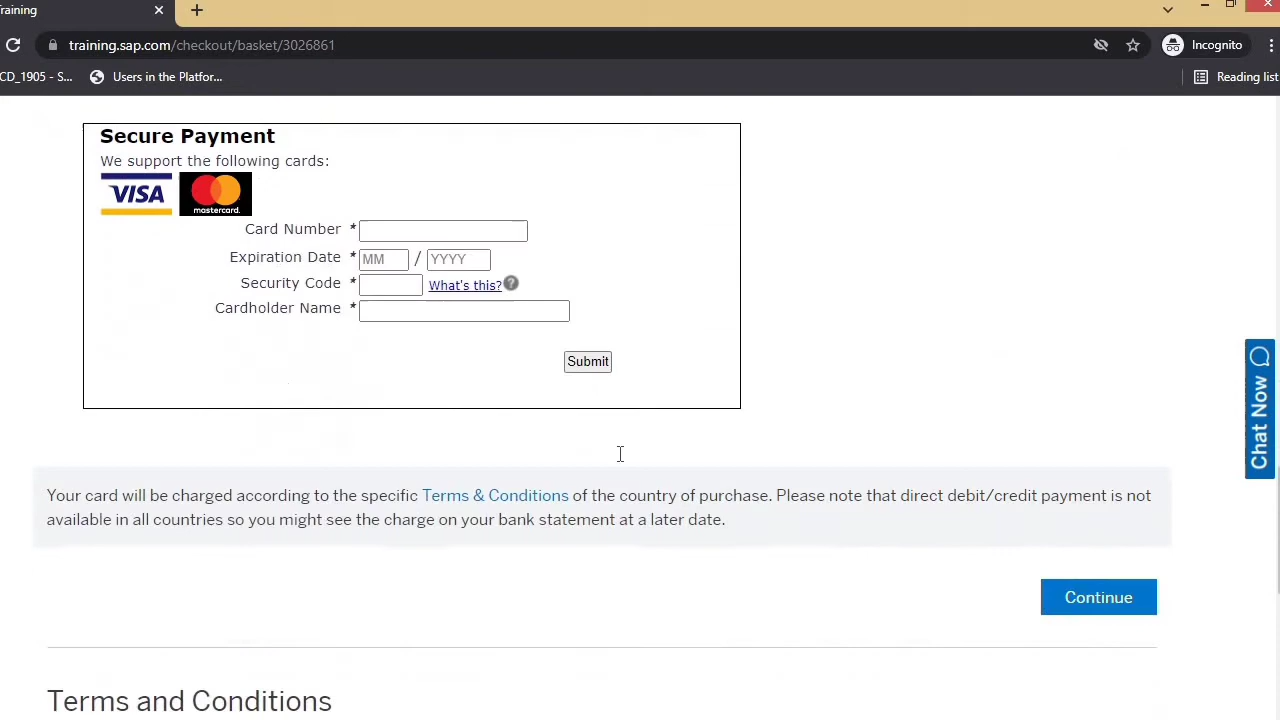 raining
training.sap.com/checkout/basket/3026861
Incognito
CD_1905 - S...
Users in the Platfor...
Reading list
Secure Payment
We support the following cards:
VISA mastercard.
Card Number *
Expiration Date * MM / YYYY
Security Code * What's this? ?
Cardholder Name *
Submit
Chat Now
Your card will be charged according to the specific Terms & Conditions of the country of purchase. Please note that direct debit/credit payment is not
available in all countries so you might see the charge on your bank statement at a later date.
Continue
Terms and Conditions